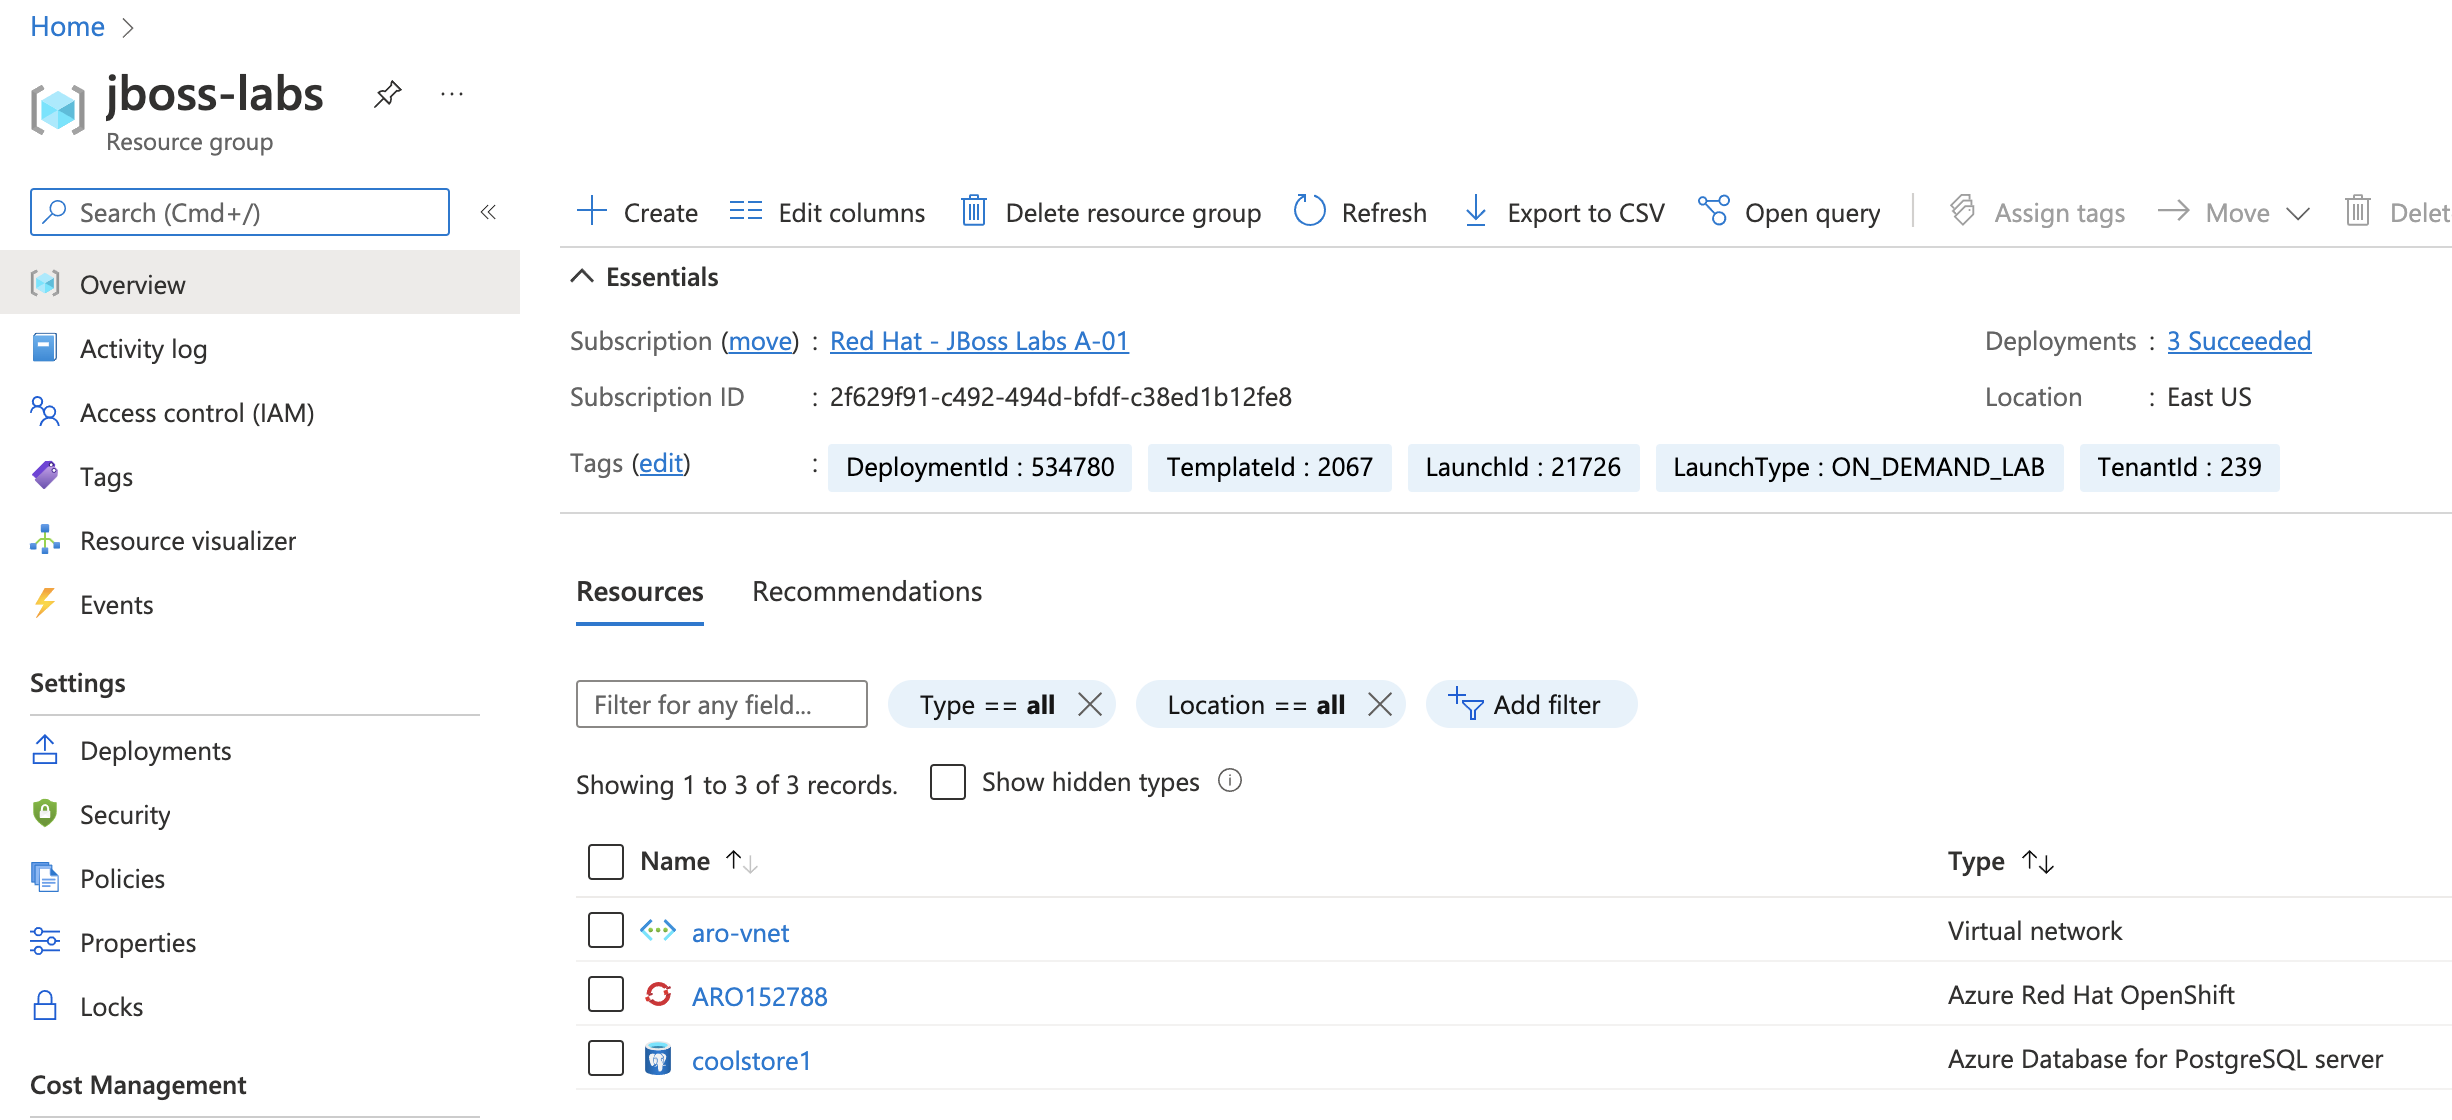 Home
jboss-labs
Resource group
Search (Cmd+/)
Overview
Activity log
Access control (IAM)
Tags
Resource visualizer
Events
Settings
Deployments
Security
Policies
Properties
Locks
Cost Management
Create Edit columns Delete resource group Refresh Export to CSV Open query Assign tags Move Delet
Essentials
Subscription (move) : Red Hat - JBoss Labs A-01
Subscription ID : 2f629f91-c492-494d-bfdf-c38ed1b12fe8
Deployments : 3 Succeeded
Location : East US
Tags (edit) : DeploymentId : 534780 TemplateId : 2067 LaunchId : 21726 LaunchType : ON_DEMAND_LAB TenantId : 239
Resources Recommendations
Filter for any field... Type == all Location == all Add filter
Showing 1 to 3 of 3 records. Show hidden types
Name Type
aro-vnet Virtual network
ARO152788 Azure Red Hat OpenShift
coolstore1 Azure Database for PostgreSQL server